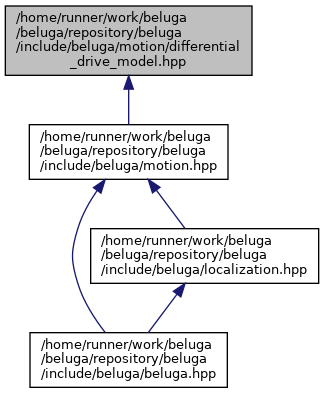 /home/runner/work/beluga
/beluga/repository/beluga
/include/beluga/motion/differential
_drive_model.hpp
/home/runner/work/beluga
/beluga/repository/beluga
/include/beluga/motion.hpp
/home/runner/work/beluga
/beluga/repository/beluga
/include/beluga/localization.hpp
/home/runner/work/beluga
/beluga/repository/beluga
/include/beluga/beluga.hpp